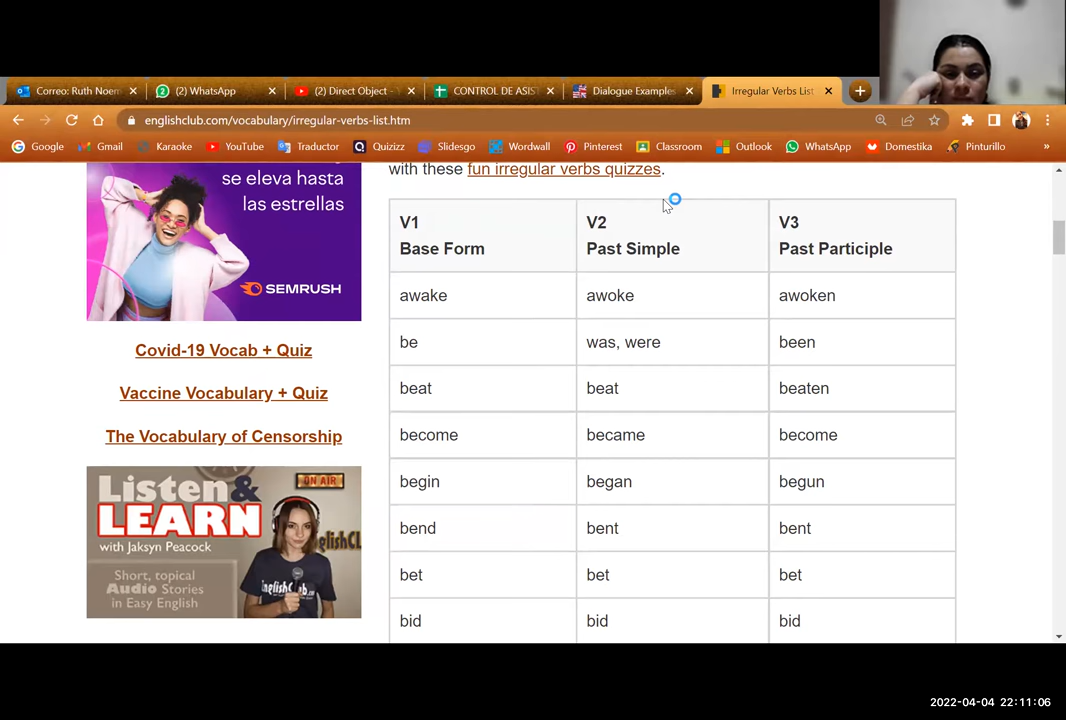 Correo: Ruth Noem
(2) WhatsApp
(2) Direct Object - Y
CONTROL DE ASIS
Dialogue Examples
Irregular Verbs List
englishclub.com/vocabulary/irregular-verbs-list.htm
Google
Gmail
Karaoke
YouTube
Traductor
Quizizz
Slidesgo
Wordwall
Pinterest
Classroom
Outlook
WhatsApp
Domestika
Pinturillo
»
se eleva hasta
las estrellas
SEMRUSH
Covid-19 Vocab + Quiz
Vaccine Vocabulary + Quiz
The Vocabulary of Censorship
ON AIR
Listen &
LEARN
with Jaksyn Peacock
Short, topical
Audio Stories
in Easy English
with these fun irregular verbs quizzes.
V1 V2 V3
Base Form Past Simple Past Participle
awake awoke awoken
be was, were been
beat beat beaten
become became become
begin began begun
bend bent bent
bet bet bet
bid bid bid
2022-04-04 22:11:06